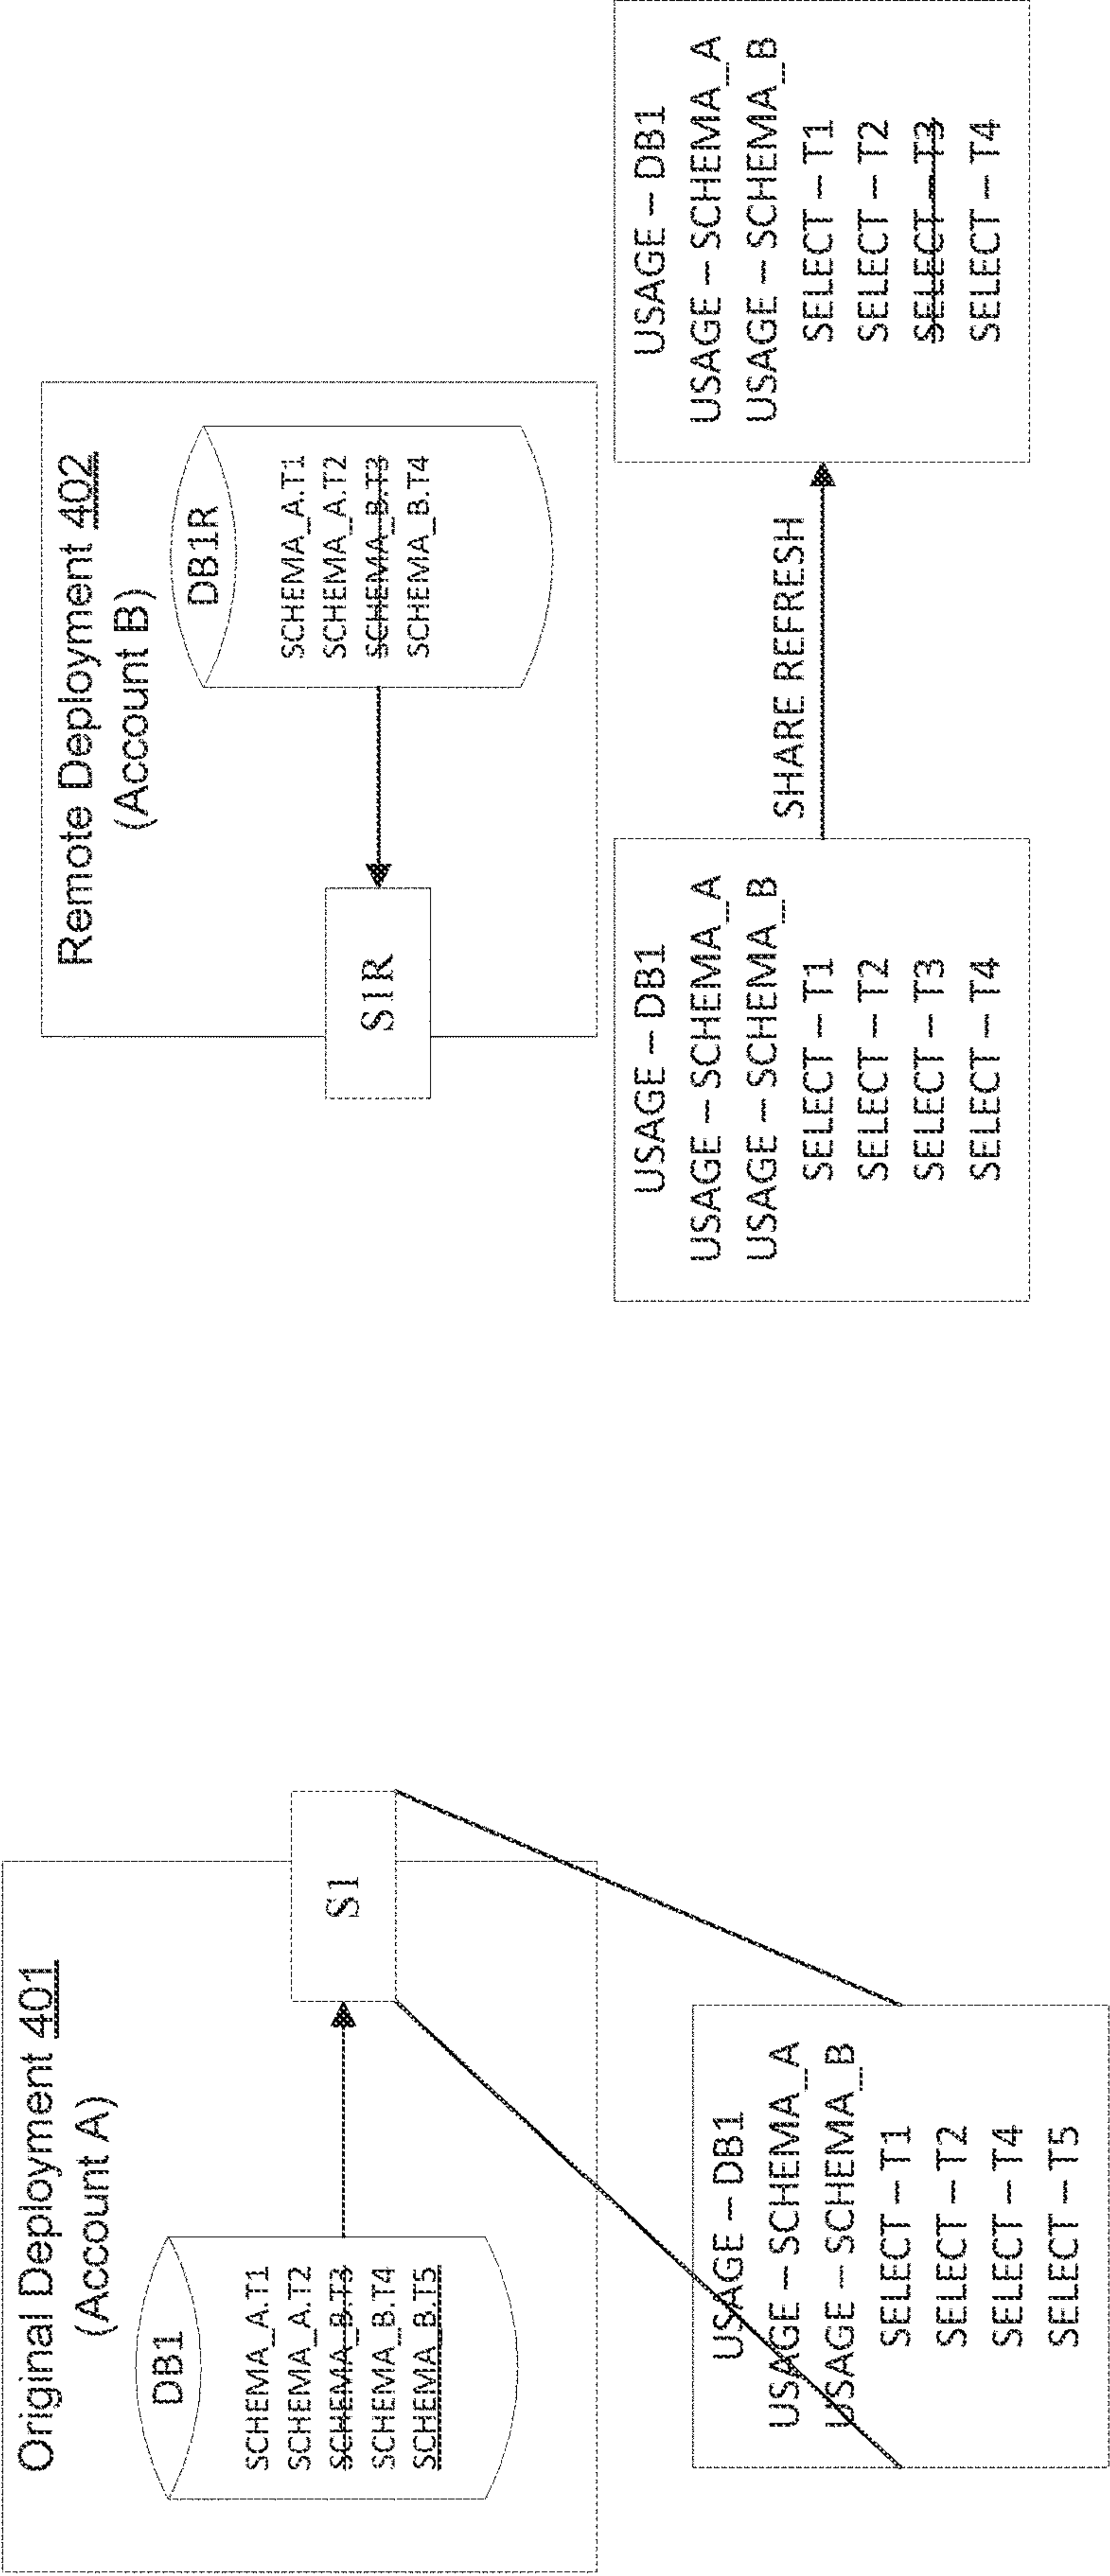 Original Deployment 401
(Account A)
DB1
SCHEMA_A.T1
SCHEMA_A.T2
SCHEMA_B.T3
SCHEMA_B.T4
SCHEMA_B.T5
S1
USAGE – DB1
USAGE – SCHEMA_A
USAGE – SCHEMA_B
SELECT – T1
SELECT – T2
SELECT – T4
SELECT – T5
Remote Deployment 402
(Account B)
S1R
DB1R
SCHEMA_A.T1
SCHEMA_A.T2
SCHEMA_B.T3
SCHEMA_B.T4
USAGE – DB1
USAGE – SCHEMA_A
USAGE – SCHEMA_B
SELECT – T1
SELECT – T2
SELECT – T3
SELECT – T4
SHARE REFRESH
USAGE – DB1
USAGE – SCHEMA_A
USAGE – SCHEMA_B
SELECT – T1
SELECT – T2
SELECT – T3
SELECT – T4